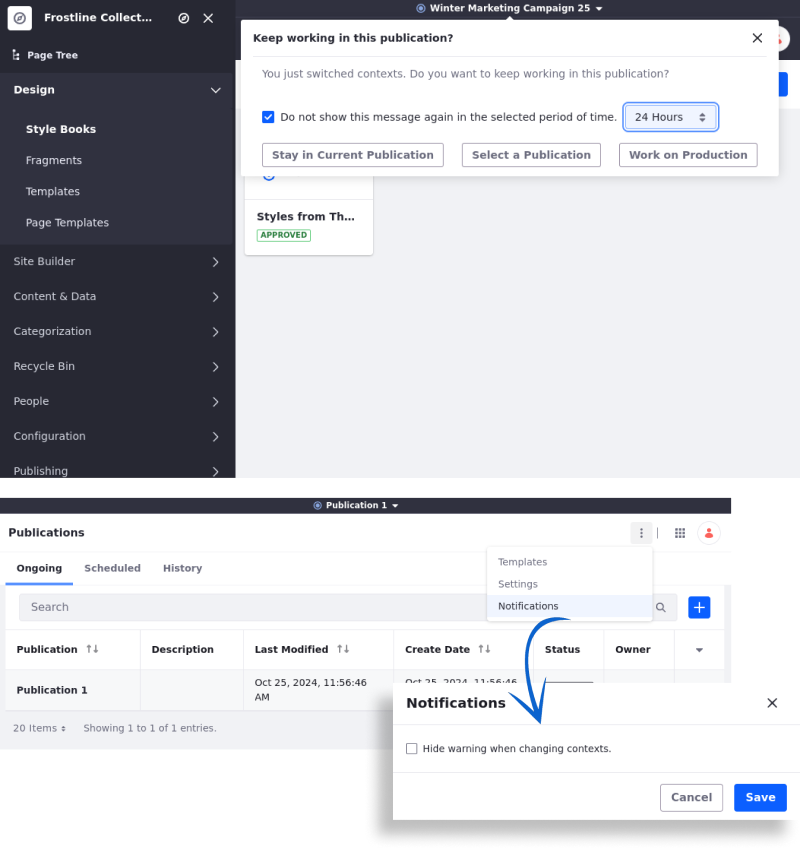 Frostline Collect...
Winter Marketing Campaign 25
Page Tree
Design
Style Books
Fragments
Templates
Page Templates
Site Builder
Content & Data
Categorization
Recycle Bin
People
Configuration
Publishing
Keep working in this publication?
You just switched contexts. Do you want to keep working in this publication?
Do not show this message again in the selected period of time. 24 Hours
Stay in Current Publication Select a Publication Work on Production
Styles from Th...
APPROVED
Publication 1
Publications
Templates
Settings
Notifications
Ongoing Scheduled History
Search
Publication Description Last Modified Create Date Status Owner
Publication 1 Oct 25, 2024, 11:56:46 AM Oct 25, 2024, 11:56:46
20 Items Showing 1 to 1 of 1 entries.
Notifications
Hide warning when changing contexts.
Cancel Save